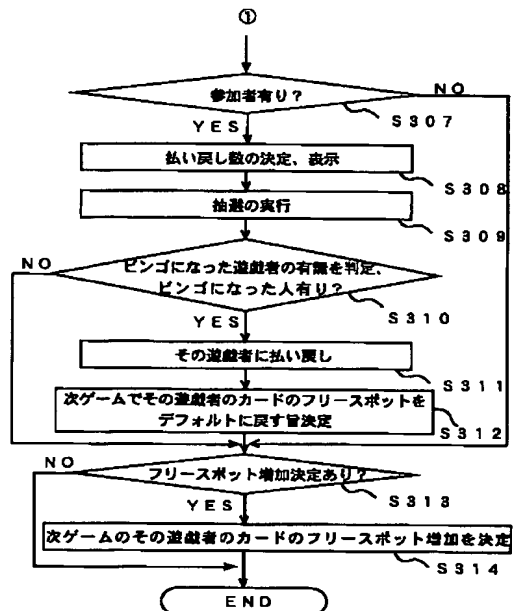 ①
参加者有り？
NO
S307
YES
払い戻し数の決定、表示
S308
抽選の実行
S309
NO
ビンゴになった遊戯者の有無を判定、
ビンゴになった人有り？
S310
YES
その遊戯者に払い戻し
S311
次ゲームでその遊戯者のカードのフリースポットを
デフォルトに戻す旨決定
S312
NO
フリースポット増加決定あり？
S313
YES
次ゲームのその遊戯者のカードのフリースポット増加を決定
S314
END